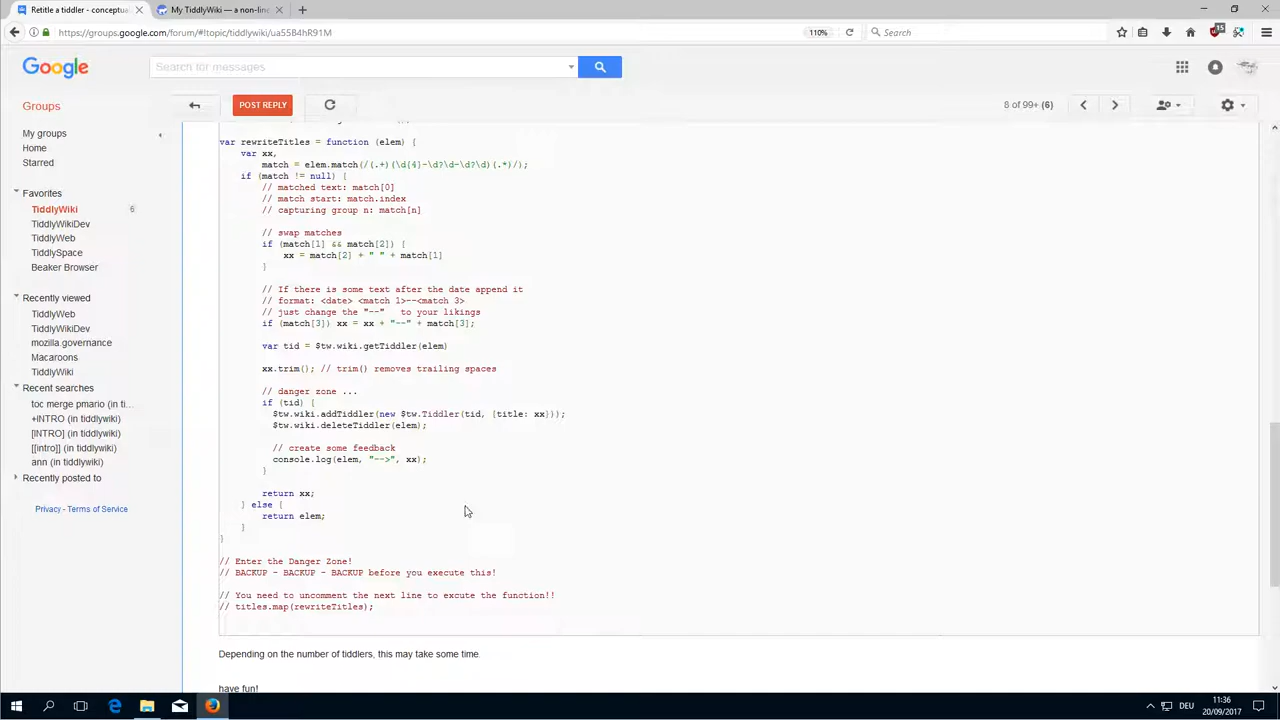 Retitle a tiddler - conceptua
My TiddlyWiki — a non-lin
https://groups.google.com/forum/#!topic/tiddlywiki/ua55B4hR91M
110%
Search
15
Google
Search for messages
Groups
POST REPLY
8 of 99+ (6)
My groups
Home
Starred
Favorites
TiddlyWiki 6
TiddlyWikiDev
TiddlyWeb
TiddlySpace
Beaker Browser
Recently viewed
TiddlyWeb
TiddlyWikiDev
mozilla.governance
Macaroons
TiddlyWiki
Recent searches
toc merge pmario (in ti...
+INTRO (in tiddlywiki)
[INTRO] (in tiddlywiki)
[[intro]] (in tiddlywiki)
ann (in tiddlywiki)
Recently posted to
Privacy - Terms of Service
var rewriteTitles = function (elem) {
var xx,
match = elem.match(/(.+)(\d{4}-\d?\d-\d?\d)(.*)/);
if (match != null) {
// matched text: match[0]
// match start: match.index
// capturing group n: match[n]
// swap matches
if (match[1] && match[2]) {
xx = match[2] + " " + match[1]
}
// If there is some text after the date append it
// format: <date> <match 1>--<match 3>
// just change the "--" to your likings
if (match[3]) xx = xx + "--" + match[3];
var tid = $tw.wiki.getTiddler(elem)
xx.trim(); // trim() removes trailing spaces
// danger zone ...
if (tid) {
$tw.wiki.addTiddler(new $tw.Tiddler(tid, {title: xx}));
$tw.wiki.deleteTiddler(elem);
// create some feedback
console.log(elem, "-->", xx);
}
return xx;
} else {
return elem;
}
}
// Enter the Danger Zone!
// BACKUP - BACKUP - BACKUP before you execute this!
// You need to uncomment the next line to excute the function!!
// titles.map(rewriteTitles);
Depending on the number of tiddlers, this may take some time.
have fun!
DEU
11:36
20/09/2017